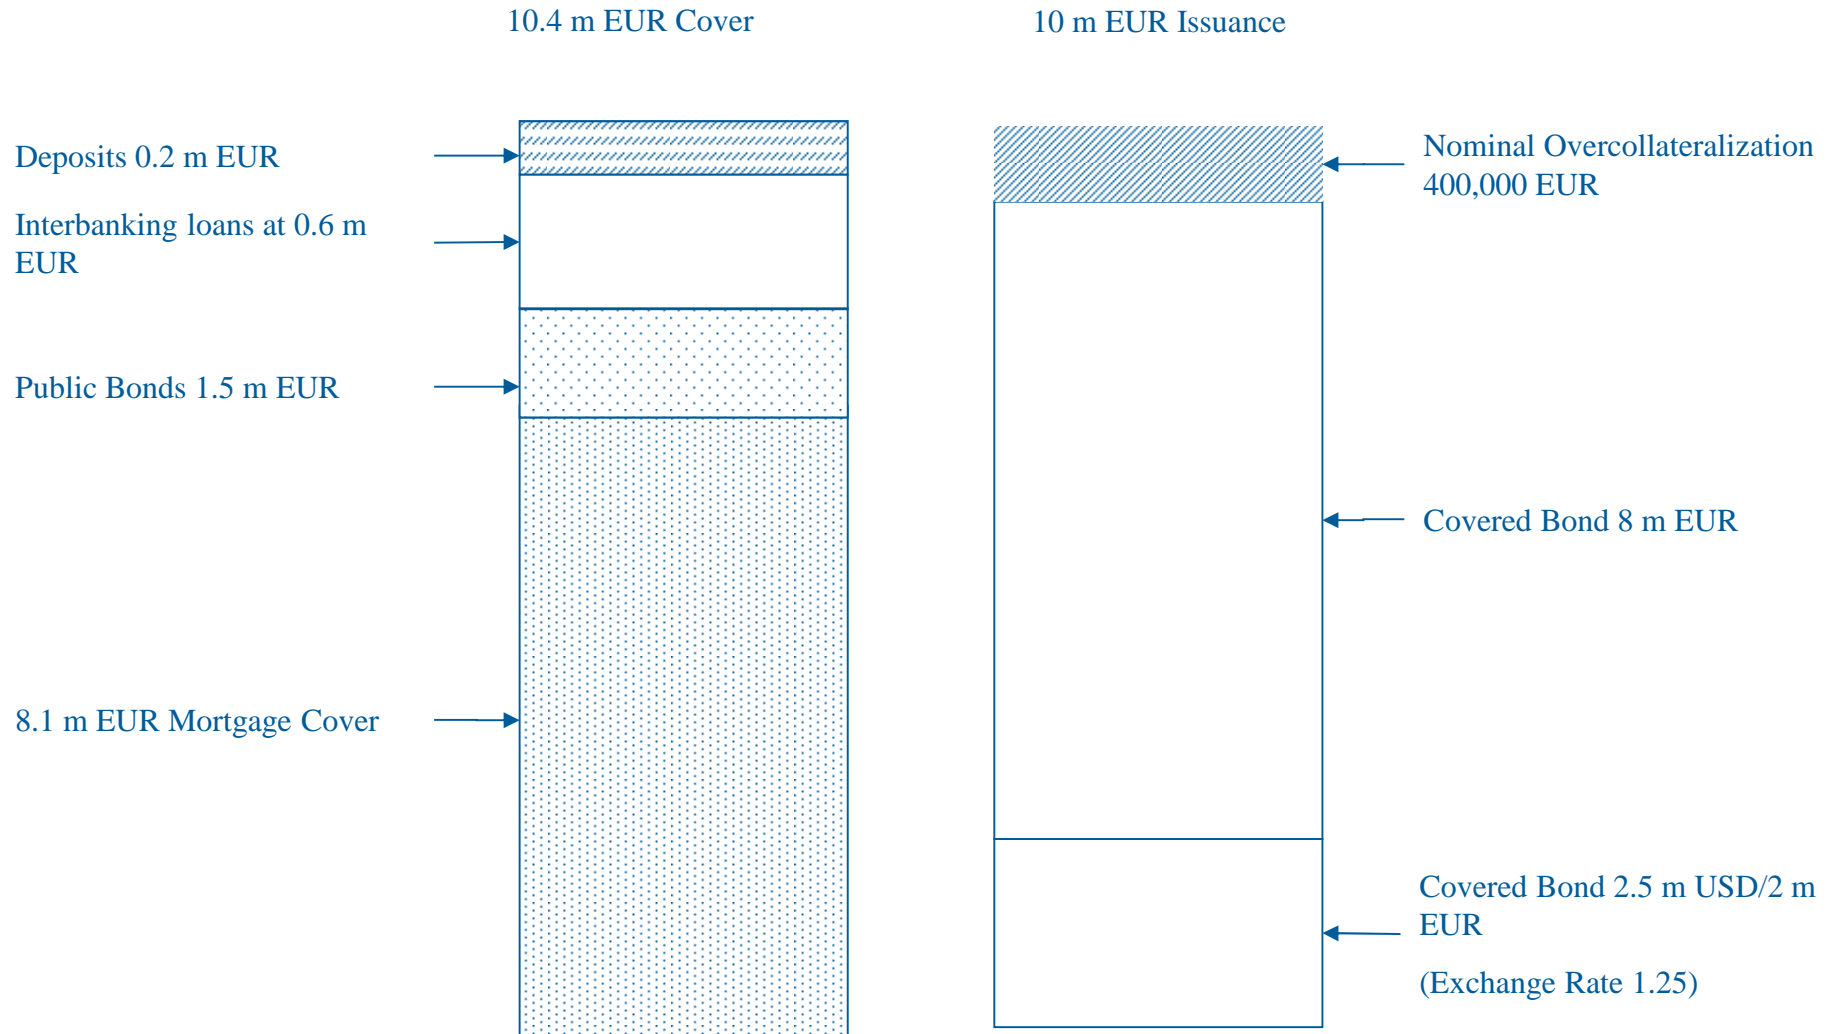 10.4 m EUR Cover
10 m EUR Issuance
Deposits 0.2 m EUR
Interbanking loans at 0.6 m
EUR
Public Bonds 1.5 m EUR
8.1 m EUR Mortgage Cover
Nominal Overcollateralization
400,000 EUR
Covered Bond 8 m EUR
Covered Bond 2.5 m USD/2 m
EUR
(Exchange Rate 1.25)